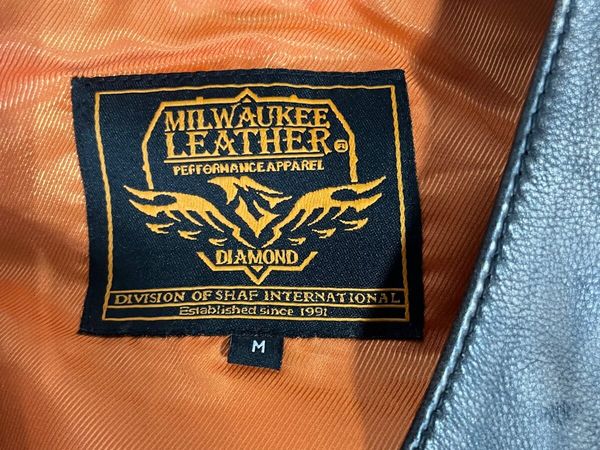 MILWAUKEE
LEATHER®
PERFORMANCE APPAREL
DIAMOND
DIVISION OF SHAF INTERNATIONAL
Established since 1991
M